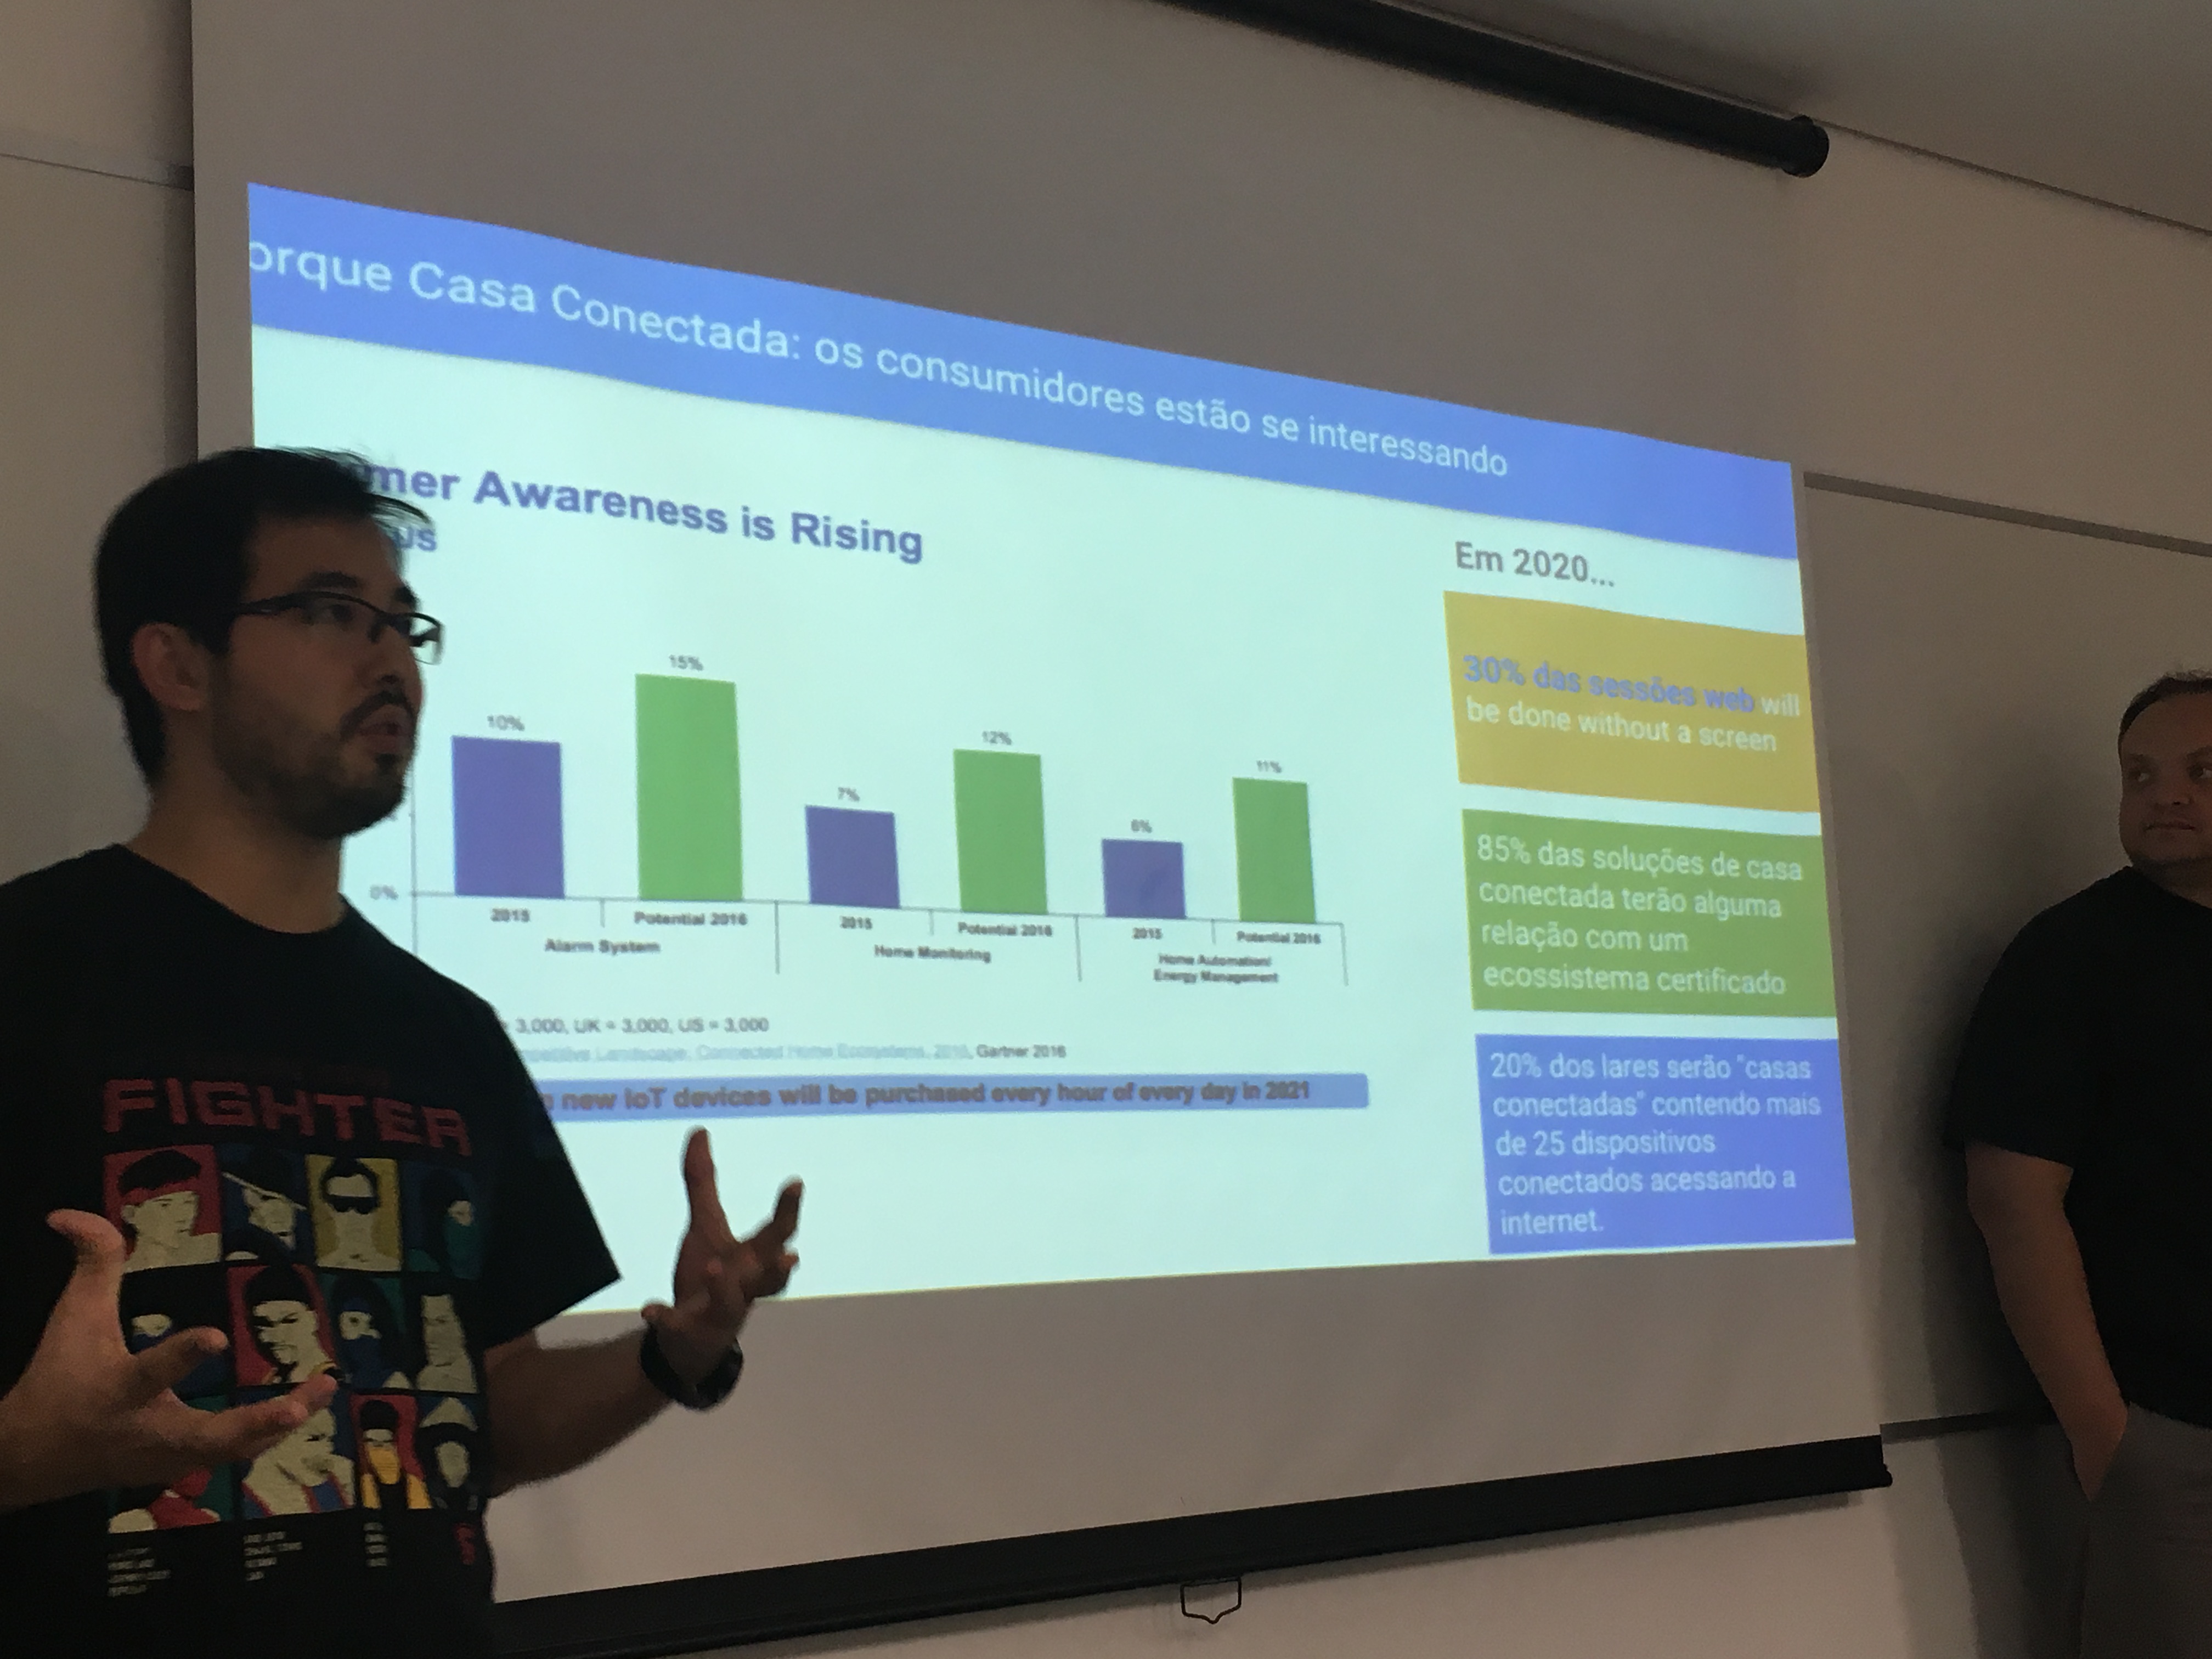 orque Casa Conectada: os consumidores estão se interessando
mer Awareness is Rising
us
Em 2020...
15%
10%
12%
7%
11%
6%
0%
2015
Potential 2016
2015
Potential 2016
2015
Potential 2016
Alarm System
Home Monitoring
Home Automation/
Energy Management
3,000, UK = 3,000, US = 3,000
Landscape: Connected Home Ecosystems, Gartner 2016
new IoT devices will be purchased every hour of every day in 2021
30% das sessões web will
be done without a screen
85% das soluções de casa
conectada terão alguma
relação com um
ecossistema certificado
20% dos lares serão "casas
conectadas" contendo mais
de 25 dispositivos
conectados acessando a
internet.
FIGHTER